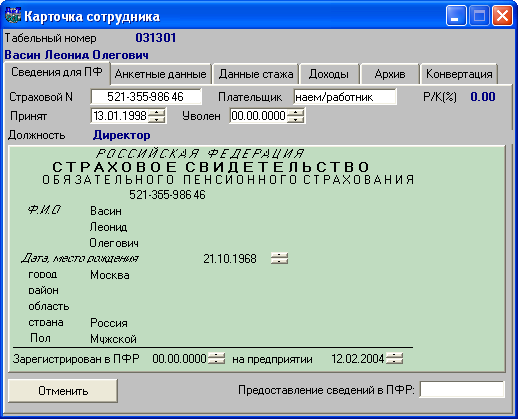 Карточка сотрудника
Табельный номер 031301
Васин Леонид Олегович
Сведения для ПФ Анкетные данные Данные стажа Доходы Архив Конвертация
Страховой N 521-355-986 46 Плательщик наем/работник Р/К(%) 0.00
Принят 13.01.1998 Уволен 00.00.0000
Должность Директор
РОССИЙСКАЯ ФЕДЕРАЦИЯ
СТРАХОВОЕ СВИДЕТЕЛЬСТВО
ОБЯЗАТЕЛЬНОГО ПЕНСИОННОГО СТРАХОВАНИЯ
521-355-986 46
Ф.И.О Васин
Леонид
Олегович
Дата, место рождения 21.10.1968
город Москва
район
область
страна Россия
Пол Мужской
Зарегистрирован в ПФР 00.00.0000 на предприятии 12.02.2004
Отменить Предоставление сведений в ПФР: